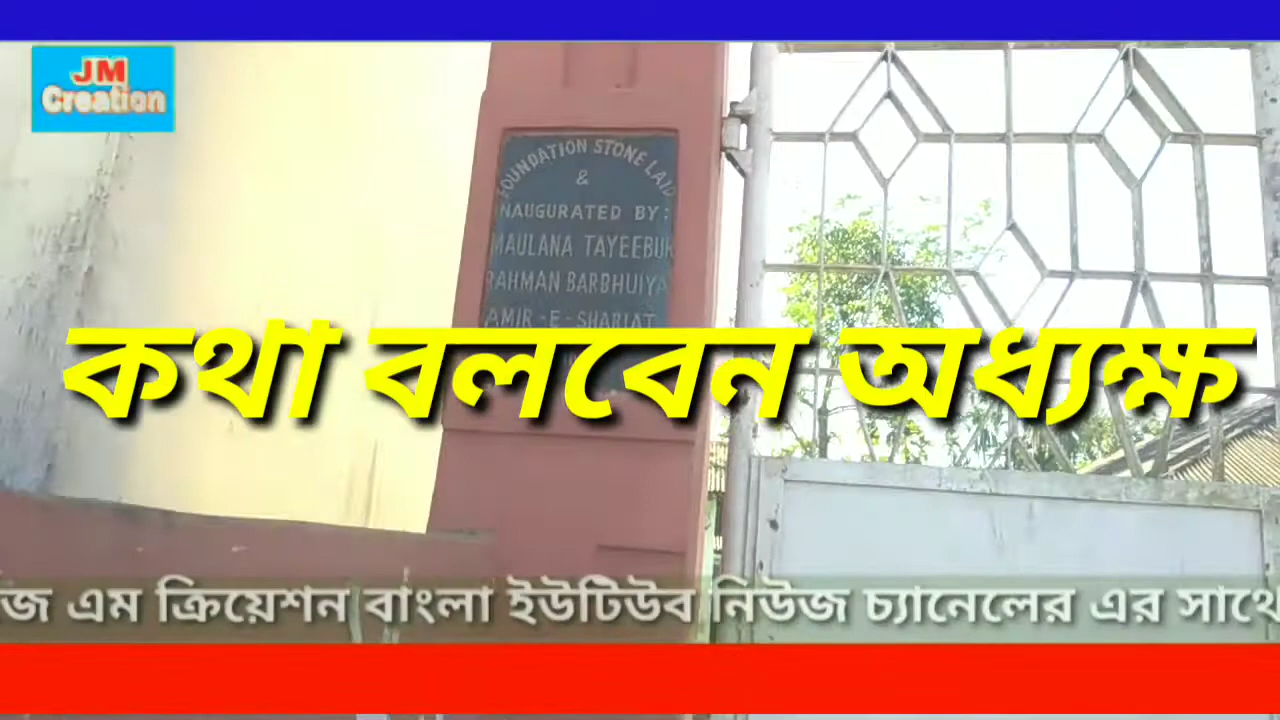 JM
Creation
FOUNDATION STONE LAID
&
INAUGURATED BY:
MAULANA TAYEEBUR
RAHMAN BARBHUIYA
AMIR-E-SHARIAT
কথা বলবেন অধ্যক্ষ
জে এম ক্রিয়েশন বাংলা ইউটিউব নিউজ চ্যানেলের এর সাথে